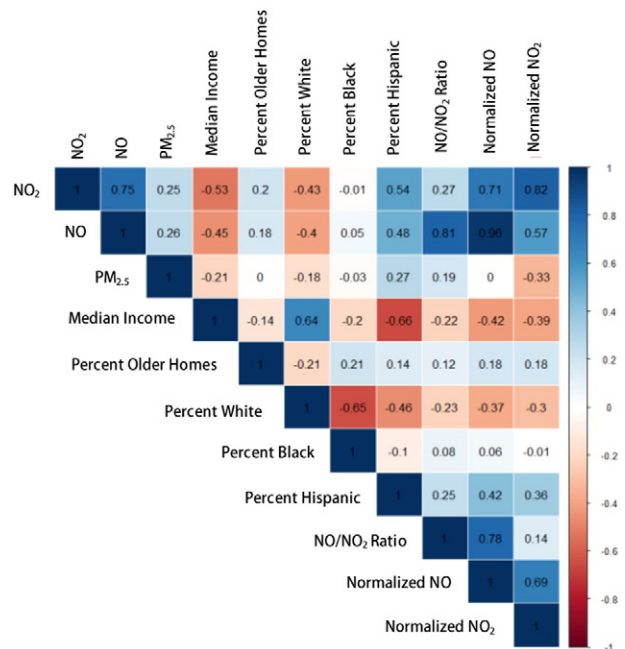 NO₂
NO
PM₂.₅
Median Income
Percent Older Homes
Percent White
Percent Black
Percent Hispanic
NO/NO₂ Ratio
Normalized NO
Normalized NO₂
NO₂ 1 0.75 0.25 -0.53 0.2 -0.43 -0.01 0.54 0.27 0.71 0.82
NO 1 0.26 -0.45 0.18 -0.4 0.05 0.48 0.81 0.96 0.57
PM₂.₅ 1 -0.21 0 -0.18 -0.03 0.27 0.19 0 -0.33
Median Income 1 -0.14 0.64 -0.2 -0.66 -0.22 -0.42 -0.39
Percent Older Homes 1 -0.21 0.21 0.14 0.12 0.18 0.18
Percent White 1 -0.65 -0.46 -0.23 -0.37 -0.3
Percent Black 1 -0.1 0.08 0.06 -0.01
Percent Hispanic 1 0.25 0.42 0.36
NO/NO₂ Ratio 1 0.78 0.14
Normalized NO 1 0.69
Normalized NO₂ 1
1
0.8
0.6
0.4
0.2
0
-0.2
-0.4
-0.6
-0.8
-1